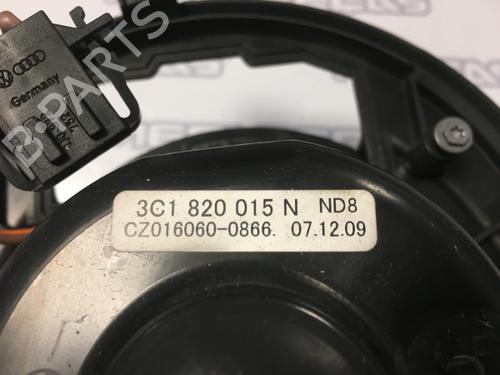 Germany
B-PARTS
3C1 820 015 N ND8
CZ016060-0866. 07.12.09